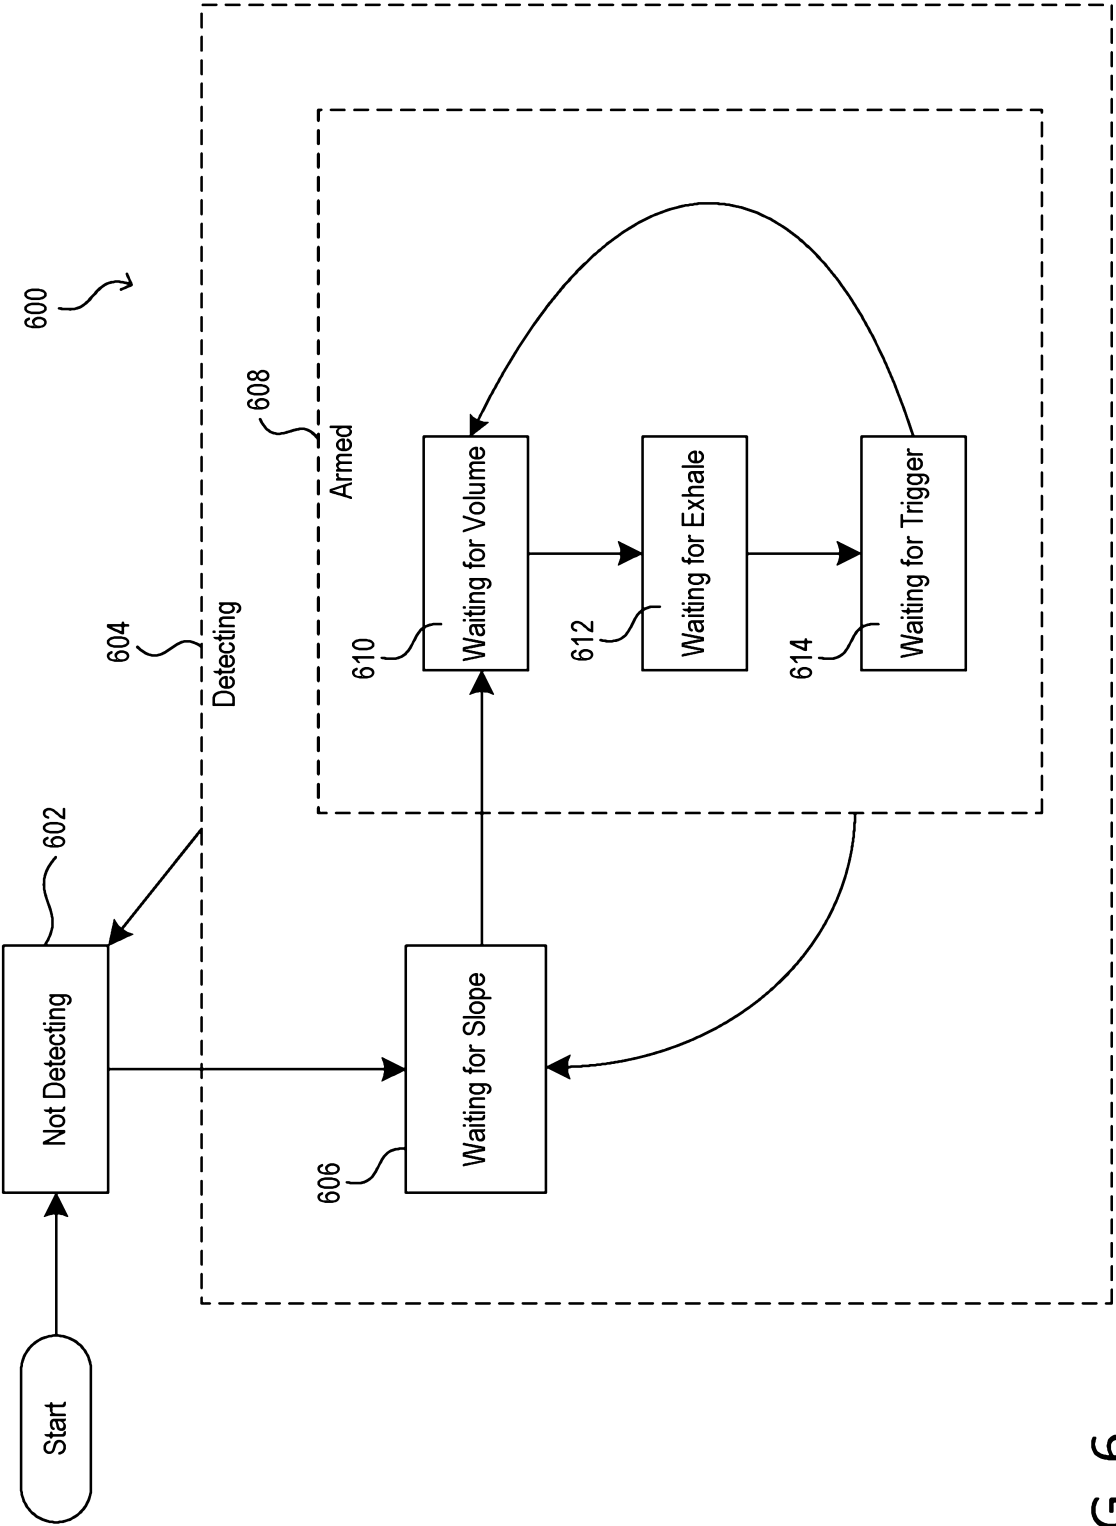 600
Start
Not Detecting
602
604
Detecting
606
Waiting for Slope
608
Armed
610
Waiting for Volume
612
Waiting for Exhale
614
Waiting for Trigger